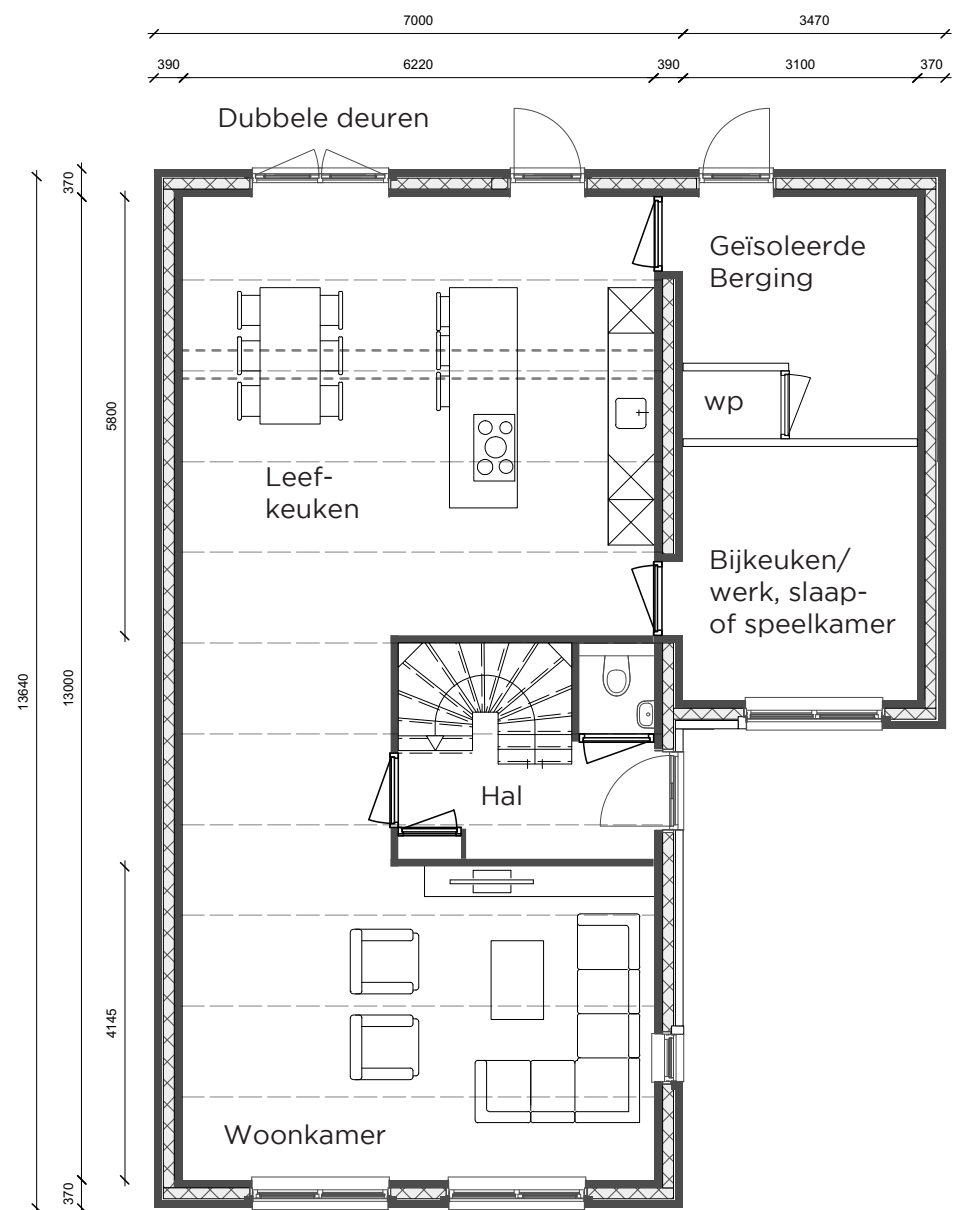 7000
3470
390
6220
390
3100
370
Dubbele deuren
370
Geïsoleerde
Berging
wp
5800
Leef-
keuken
Bijkeuken/
werk, slaap-
of speelkamer
13640
13000
Hal
4145
Woonkamer
370